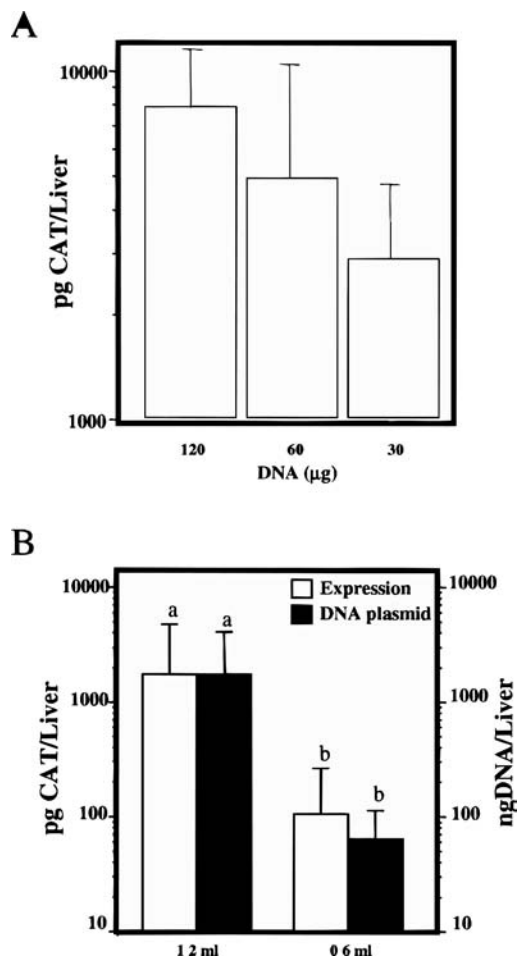 A
10000
pg CAT/Liver
1000
120 60 30
DNA (µg)
B
10000 10000
Expression
DNA plasmid
a a
1000 1000
pg CAT/Liver
ngDNA/Liver
b b
100 100
10 10
1 2 ml 0 6 ml